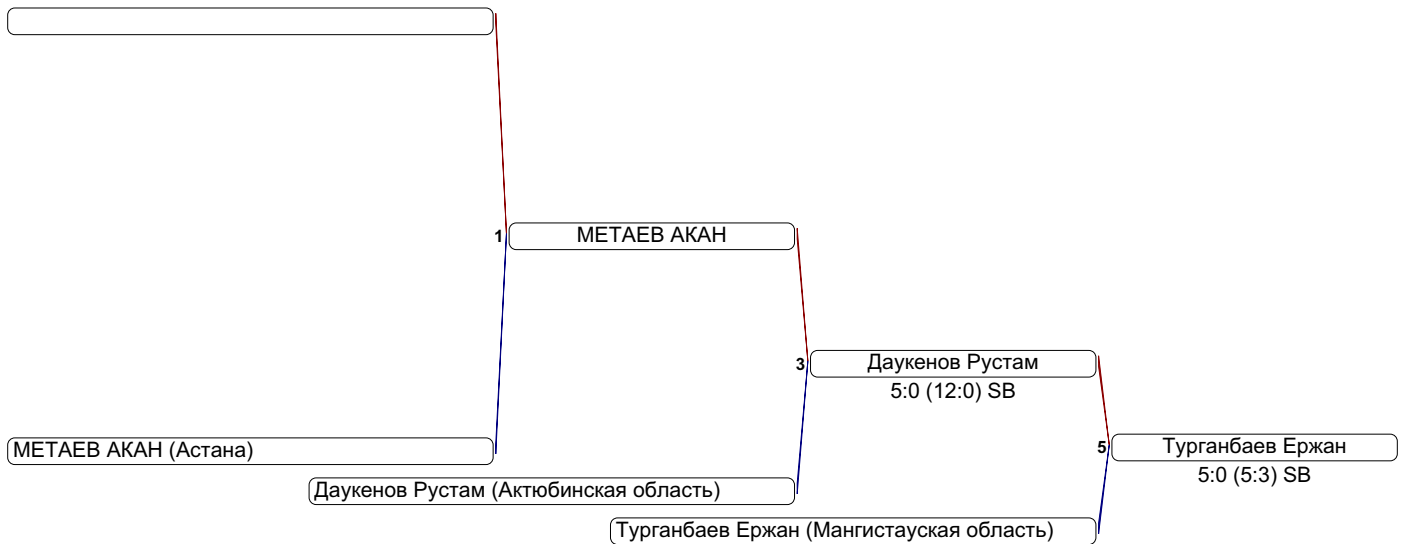 1
МЕТАЕВ АКАН
3
Даукенов Рустам
5:0 (12:0) SB
МЕТАЕВ АКАН (Астана)
5
Турганбаев Ержан
5:0 (5:3) SB
Даукенов Рустам (Актюбинская область)
Турганбаев Ержан (Мангистауская область)